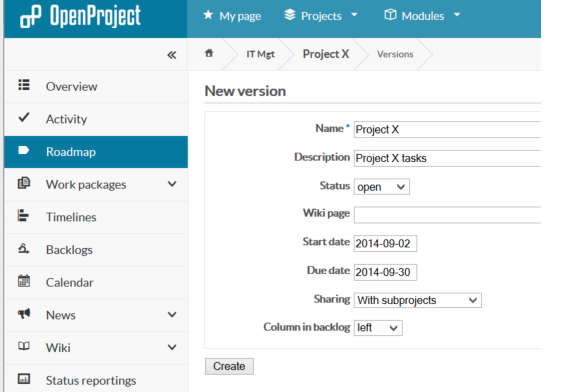 OpenProject
My page
Projects
Modules
«
IT Mgt
Project X
Versions
Overview
Activity
Roadmap
Work packages
Timelines
Backlogs
Calendar
News
Wiki
Status reportings
New version
Name * Project X
Description Project X tasks
Status open
Wiki page
Start date 2014-09-02
Due date 2014-09-30
Sharing With subprojects
Column in backlog left
Create